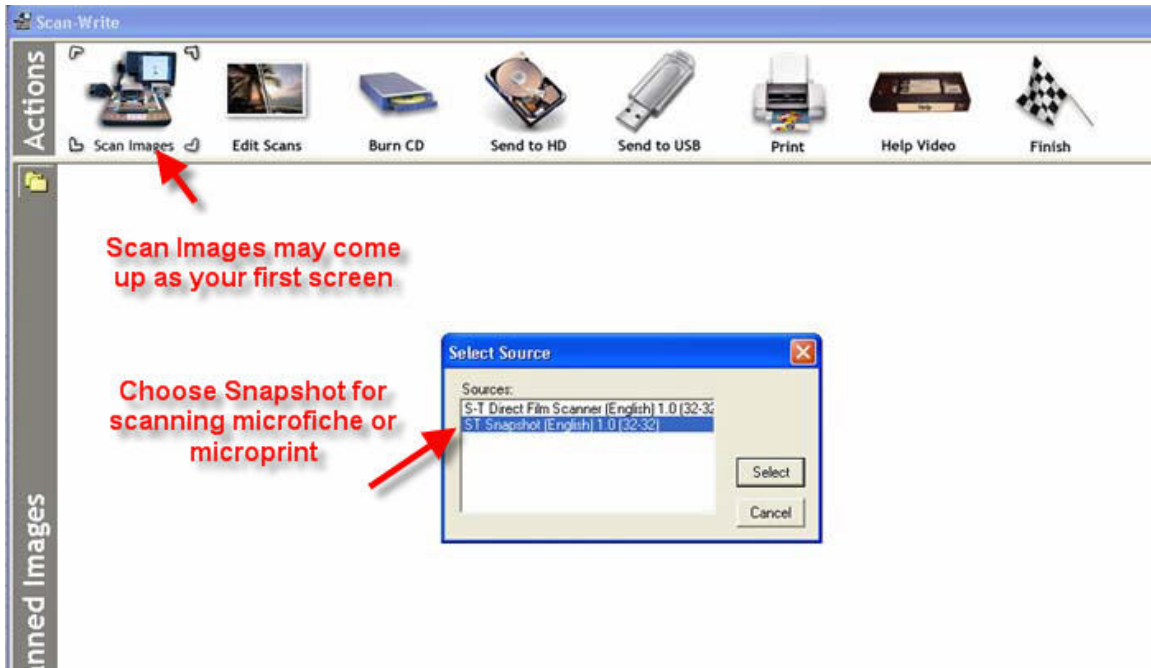 Scan-Write
Actions
Scan Images
Edit Scans
Burn CD
Send to HD
Send to USB
Print
Help Video
Finish
Scan Images may come
up as your first screen
Select Source
Sources:
S-T Direct Film Scanner (English) 1.0 (32-32
ST Snapshot (English) 1.0 (32-32)
Select
Cancel
Choose Snapshot for
scanning microfiche or
microprint
nned Images